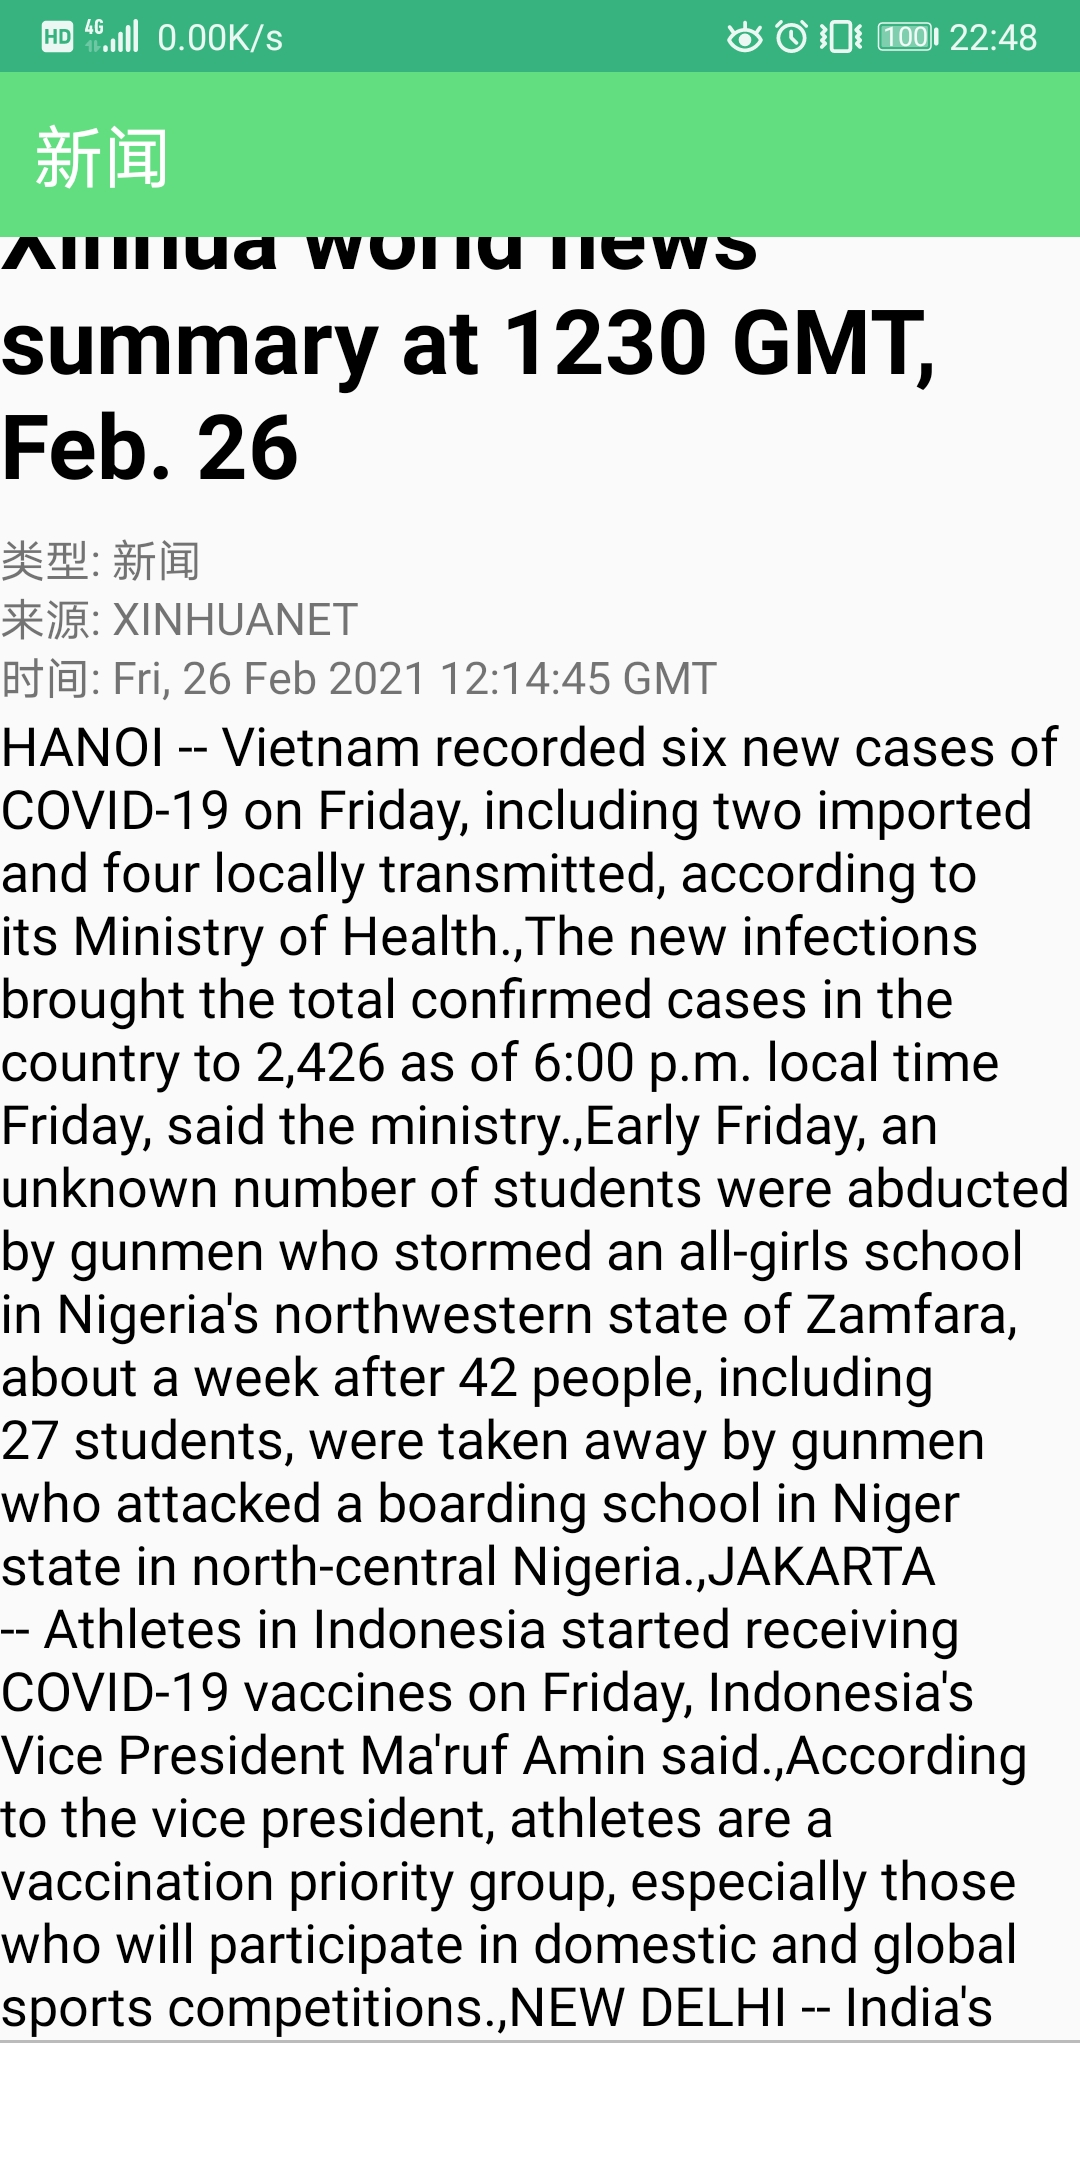 HD 4G 0.00K/s 100 22:48
新闻
Xinhua world news
summary at 1230 GMT,
Feb. 26
类型: 新闻
来源: XINHUANET
时间: Fri, 26 Feb 2021 12:14:45 GMT
HANOI -- Vietnam recorded six new cases of
COVID-19 on Friday, including two imported
and four locally transmitted, according to
its Ministry of Health.,The new infections
brought the total confirmed cases in the
country to 2,426 as of 6:00 p.m. local time
Friday, said the ministry.,Early Friday, an
unknown number of students were abducted
by gunmen who stormed an all-girls school
in Nigeria's northwestern state of Zamfara,
about a week after 42 people, including
27 students, were taken away by gunmen
who attacked a boarding school in Niger
state in north-central Nigeria.,JAKARTA
-- Athletes in Indonesia started receiving
COVID-19 vaccines on Friday, Indonesia's
Vice President Ma'ruf Amin said.,According
to the vice president, athletes are a
vaccination priority group, especially those
who will participate in domestic and global
sports competitions.,NEW DELHI -- India's